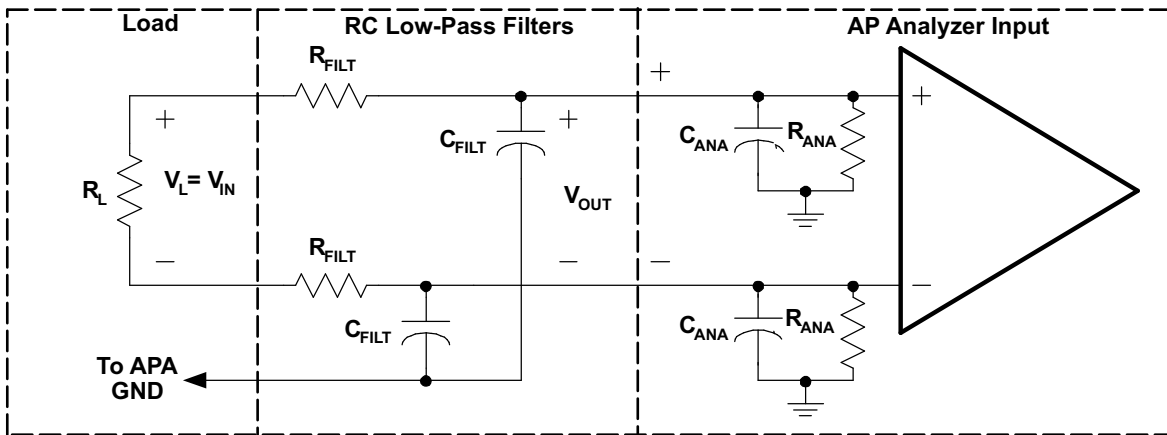 Load
RC Low-Pass Filters
AP Analyzer Input
R_FILT
+
+
+
+
C_FILT
C_ANA
R_ANA
R_L
V_L = V_IN
V_OUT
−
R_FILT
−
−
−
C_FILT
C_ANA
R_ANA
To APA
GND